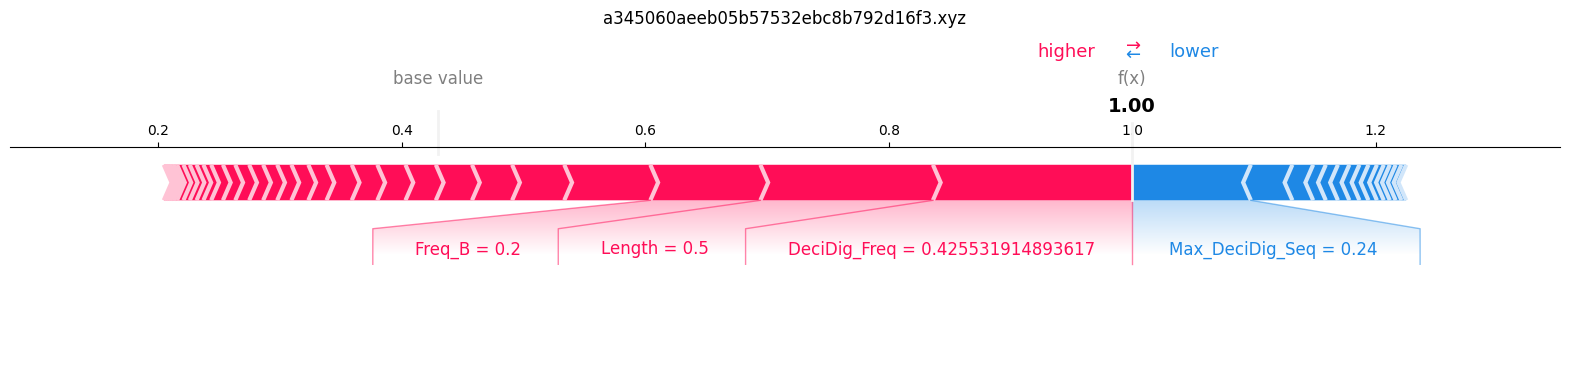 a345060aeeb05b57532ebc8b792d16f3.xyz
higher ⇄ lower
base value f(x)
1.00
0.2 0.4 0.6 0.8 1.0 1.2
Freq_B = 0.2 Length = 0.5 DeciDig_Freq = 0.425531914893617 Max_DeciDig_Seq = 0.24